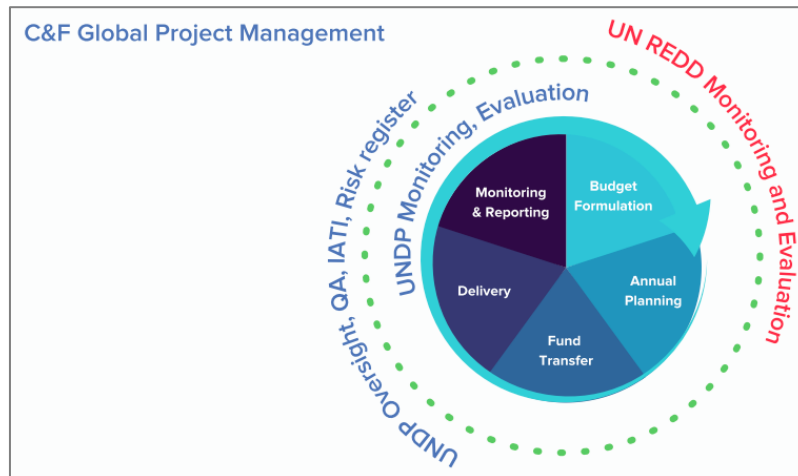 C&F Global Project Management
UN REDD Monitoring and Evaluation
UNDP Oversight, QA, IATI, Risk register
UNDP Monitoring, Evaluation
Monitoring
& Reporting
Budget
Formulation
Delivery
Annual
Planning
Fund
Transfer